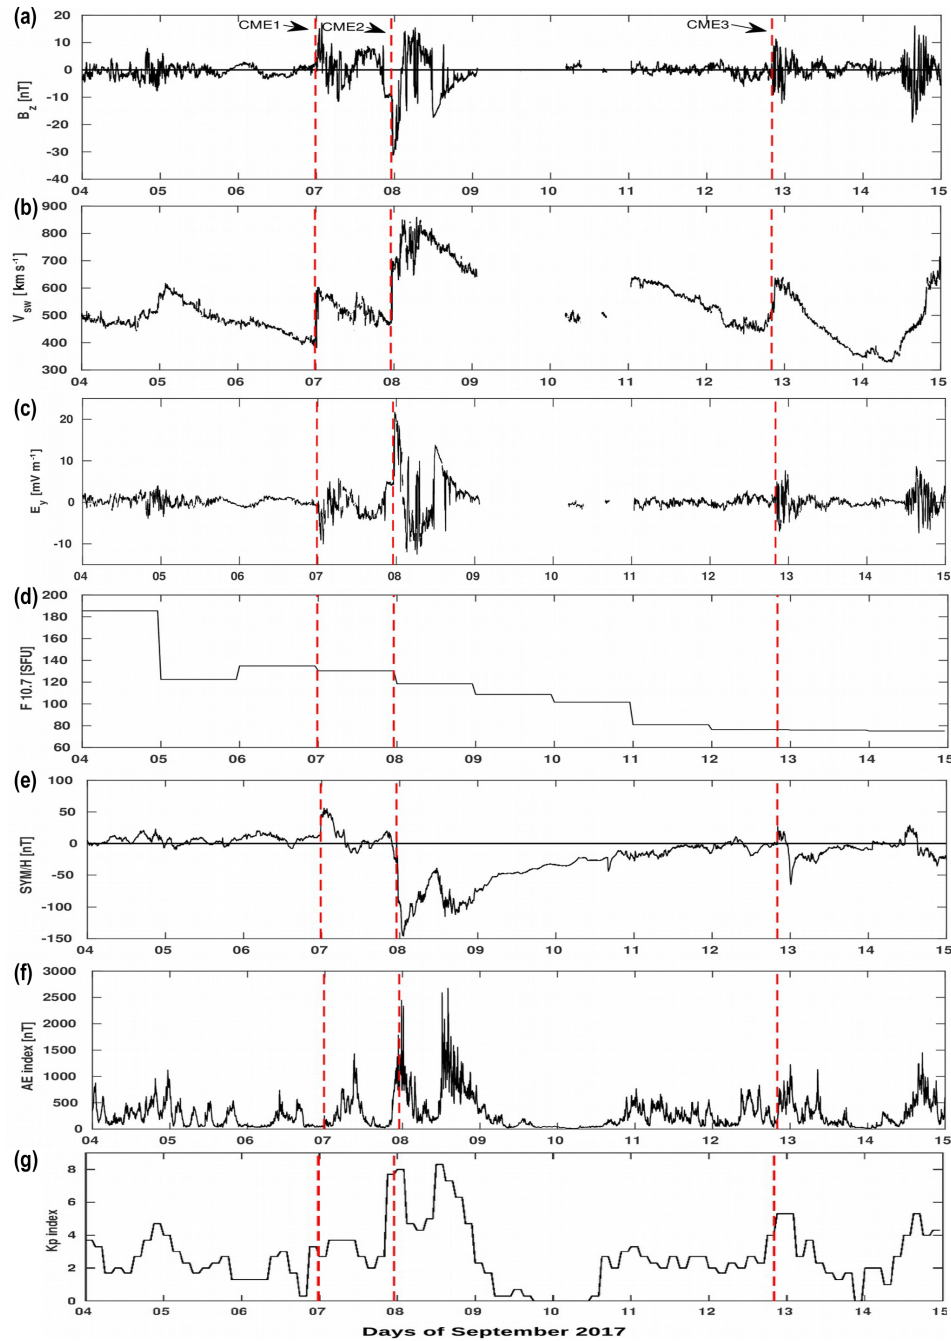 (a)
CME1
CME2
CME3
20
10
0
-10
-20
-30
-40
B_z [nT]
04 05 06 07 08 09 10 11 12 13 14 15
(b)
900
800
700
600
500
400
300
V_sw [km s⁻¹]
04 05 06 07 08 09 10 11 12 13 14 15
(c)
20
10
0
-10
E_y [mV m⁻¹]
04 05 06 07 08 09 10 11 12 13 14 15
(d)
200
180
160
140
120
100
80
60
F 10.7 [SFU]
04 05 06 07 08 09 10 11 12 13 14 15
(e)
100
50
0
-50
-100
-150
SYM/H [nT]
04 05 06 07 08 09 10 11 12 13 14 15
(f)
3000
2500
2000
1500
1000
500
0
AE index [nT]
04 05 06 07 08 09 10 11 12 13 14 15
(g)
8
6
4
2
0
Kp index
04 05 06 07 08 09 10 11 12 13 14 15
Days of September 2017